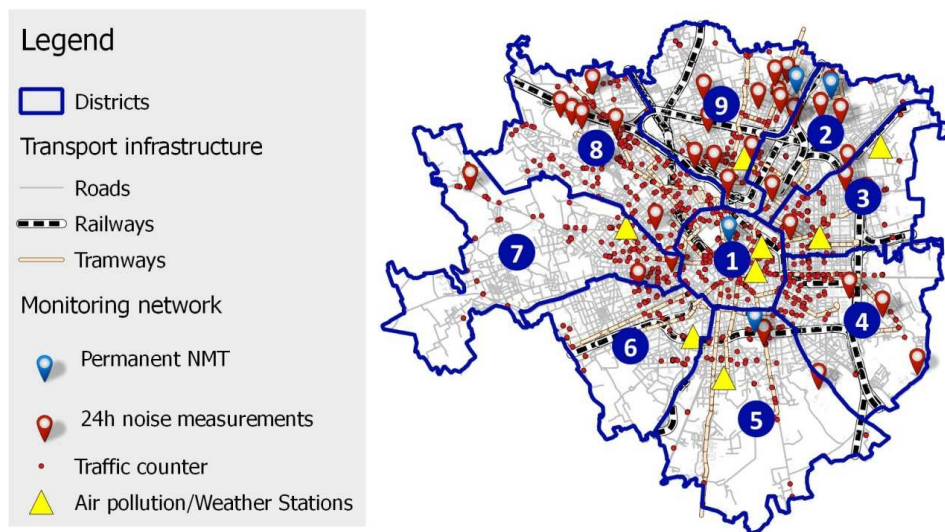 Legend
Districts
Transport infrastructure
Roads
Railways
Tramways
Monitoring network
Permanent NMT
24h noise measurements
Traffic counter
Air pollution/Weather Stations
9
2
8
3
7
1
4
6
5